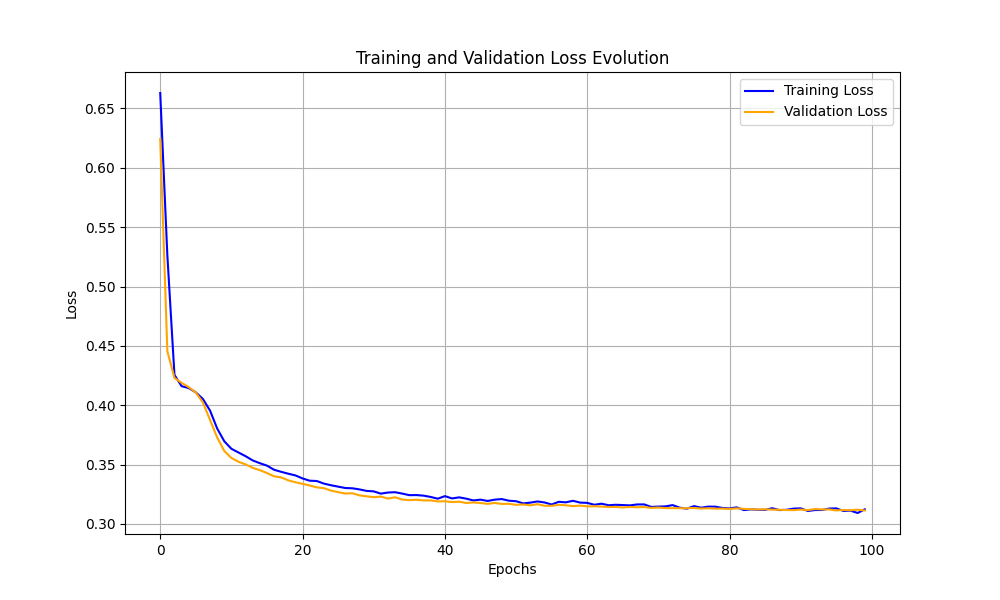 Training and Validation Loss Evolution
Training Loss
Validation Loss
0.65
0.60
0.55
0.50
0.45
0.40
0.35
0.30
Loss
0 20 40 60 80 100
Epochs